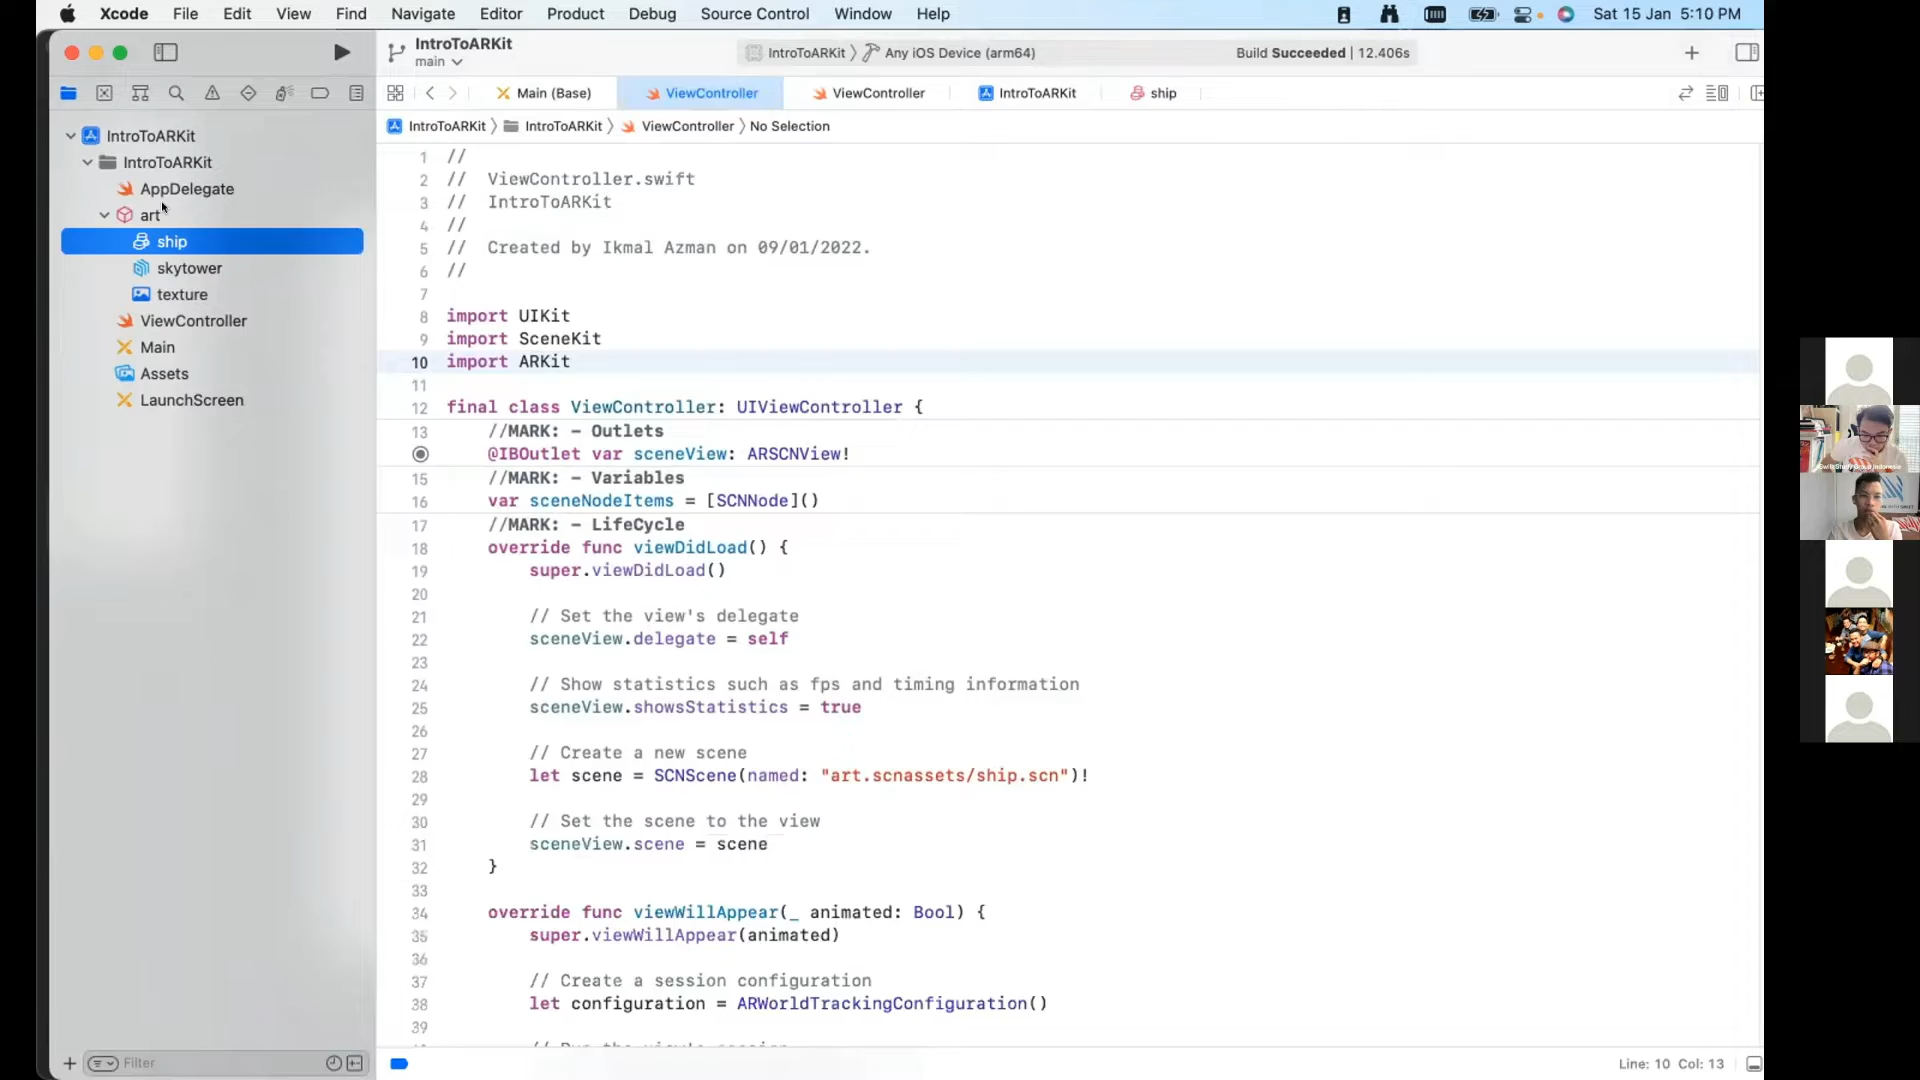 Xcode File Edit View Find Navigate Editor Product Debug Source Control Window Help Sat 15 Jan 5:10 PM
IntroToARKit
main
IntroToARKit Any iOS Device (arm64) Build Succeeded | 12.406s
Main (Base) ViewController ViewController IntroToARKit ship
IntroToARKit IntroToARKit ViewController No Selection
IntroToARKit
IntroToARKit
AppDelegate
art
ship
skytower
texture
ViewController
Main
Assets
LaunchScreen
Filter
1 //
2 //  ViewController.swift
3 //  IntroToARKit
4 //
5 //  Created by Ikmal Azman on 09/01/2022.
6 //
7
8 import UIKit
9 import SceneKit
10 import ARKit
11
12 final class ViewController: UIViewController {
13 //MARK: - Outlets
@IBOutlet var sceneView: ARSCNView!
15 //MARK: - Variables
16 var sceneNodeItems = [SCNNode]()
17 //MARK: - LifeCycle
18 override func viewDidLoad() {
19 super.viewDidLoad()
20
21 // Set the view's delegate
22 sceneView.delegate = self
23
24 // Show statistics such as fps and timing information
25 sceneView.showsStatistics = true
26
27 // Create a new scene
28 let scene = SCNScene(named: "art.scnassets/ship.scn")!
29
30 // Set the scene to the view
31 sceneView.scene = scene
32 }
33
34 override func viewWillAppear(_ animated: Bool) {
35 super.viewWillAppear(animated)
36
37 // Create a session configuration
38 let configuration = ARWorldTrackingConfiguration()
39
Line: 10 Col: 13